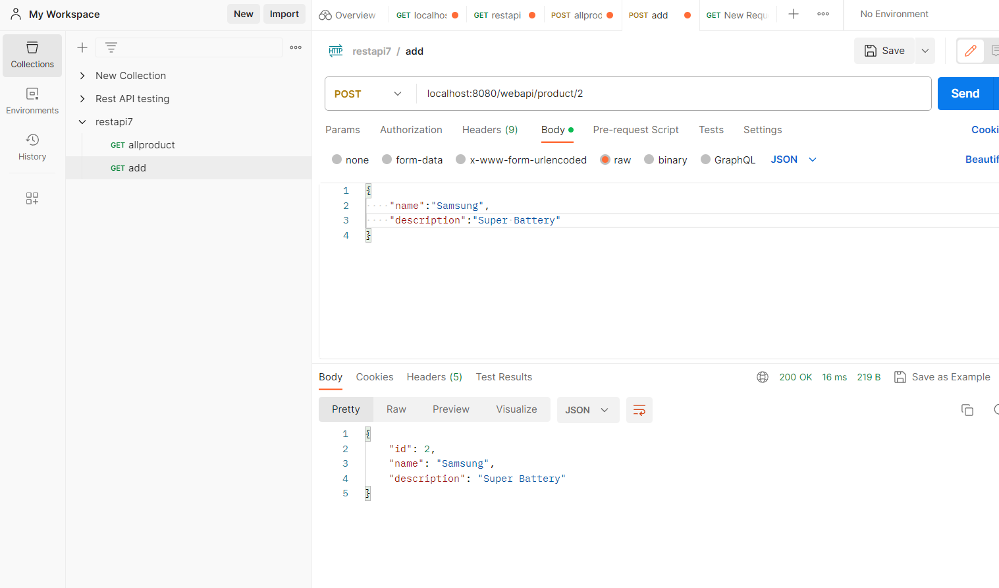 My Workspace
New
Import
Overview
GET localhos
GET restapi
POST allprod
POST add
GET New Requ
No Environment
Collections
Environments
History
New Collection
Rest API testing
restapi7
GET allproduct
GET add
HTTP restapi7 / add
Save
POST
localhost:8080/webapi/product/2
Send
Params Authorization Headers (9) Body Pre-request Script Tests Settings Cooki
none form-data x-www-form-urlencoded raw binary GraphQL JSON Beautif
1 {
2 "name":"Samsung",
3 "description":"Super Battery"
4 }
Body Cookies Headers (5) Test Results 200 OK 16 ms 219 B Save as Example
Pretty Raw Preview Visualize JSON
1 {
2 "id": 2,
3 "name": "Samsung",
4 "description": "Super Battery"
5 }